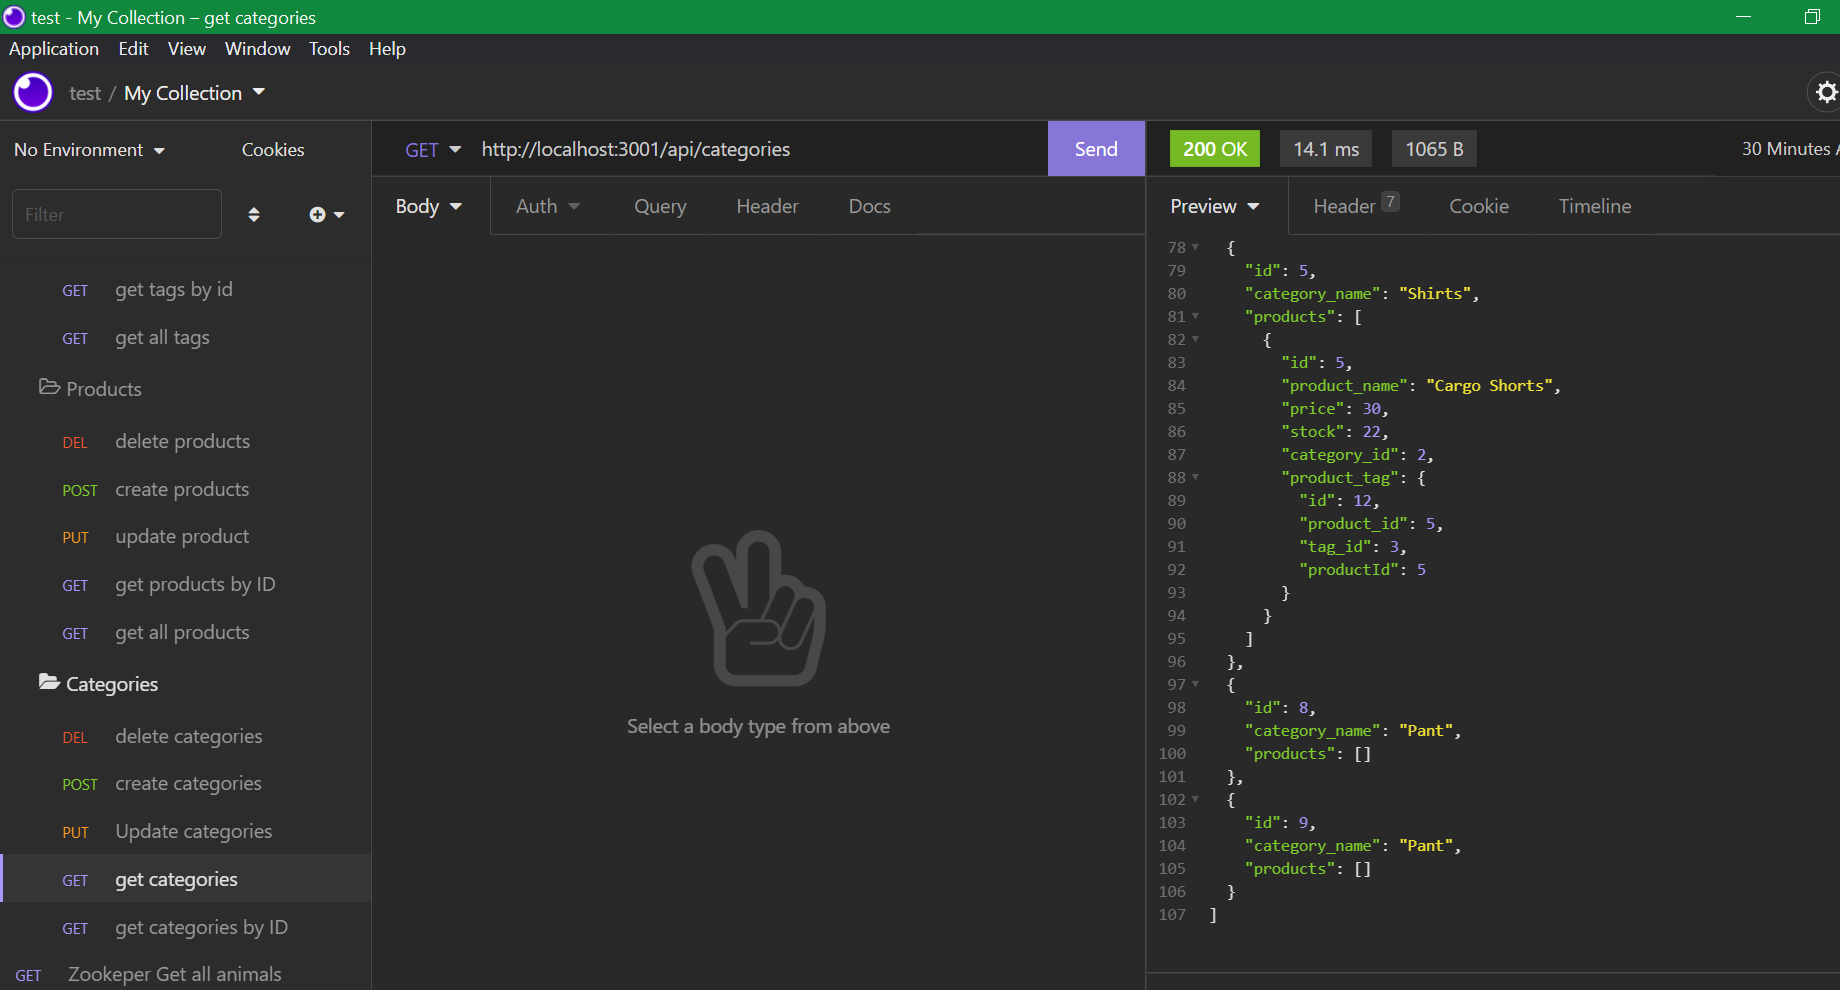 test - My Collection – get categories
Application Edit View Window Tools Help
test / My Collection
No Environment Cookies
Filter
GET get tags by id
GET get all tags
Products
DEL delete products
POST create products
PUT update product
GET get products by ID
GET get all products
Categories
DEL delete categories
POST create categories
PUT Update categories
GET get categories
GET get categories by ID
GET Zookeper Get all animals
GET http://localhost:3001/api/categories Send
Body Auth Query Header Docs
Select a body type from above
200 OK 14.1 ms 1065 B 30 Minutes
Preview Header 7 Cookie Timeline
78 {
79 "id": 5,
80 "category_name": "Shirts",
81 "products": [
82 {
83 "id": 5,
84 "product_name": "Cargo Shorts",
85 "price": 30,
86 "stock": 22,
87 "category_id": 2,
88 "product_tag": {
89 "id": 12,
90 "product_id": 5,
91 "tag_id": 3,
92 "productId": 5
93 }
94 }
95 ]
96 },
97 {
98 "id": 8,
99 "category_name": "Pant",
100 "products": []
101 },
102 {
103 "id": 9,
104 "category_name": "Pant",
105 "products": []
106 }
107 ]